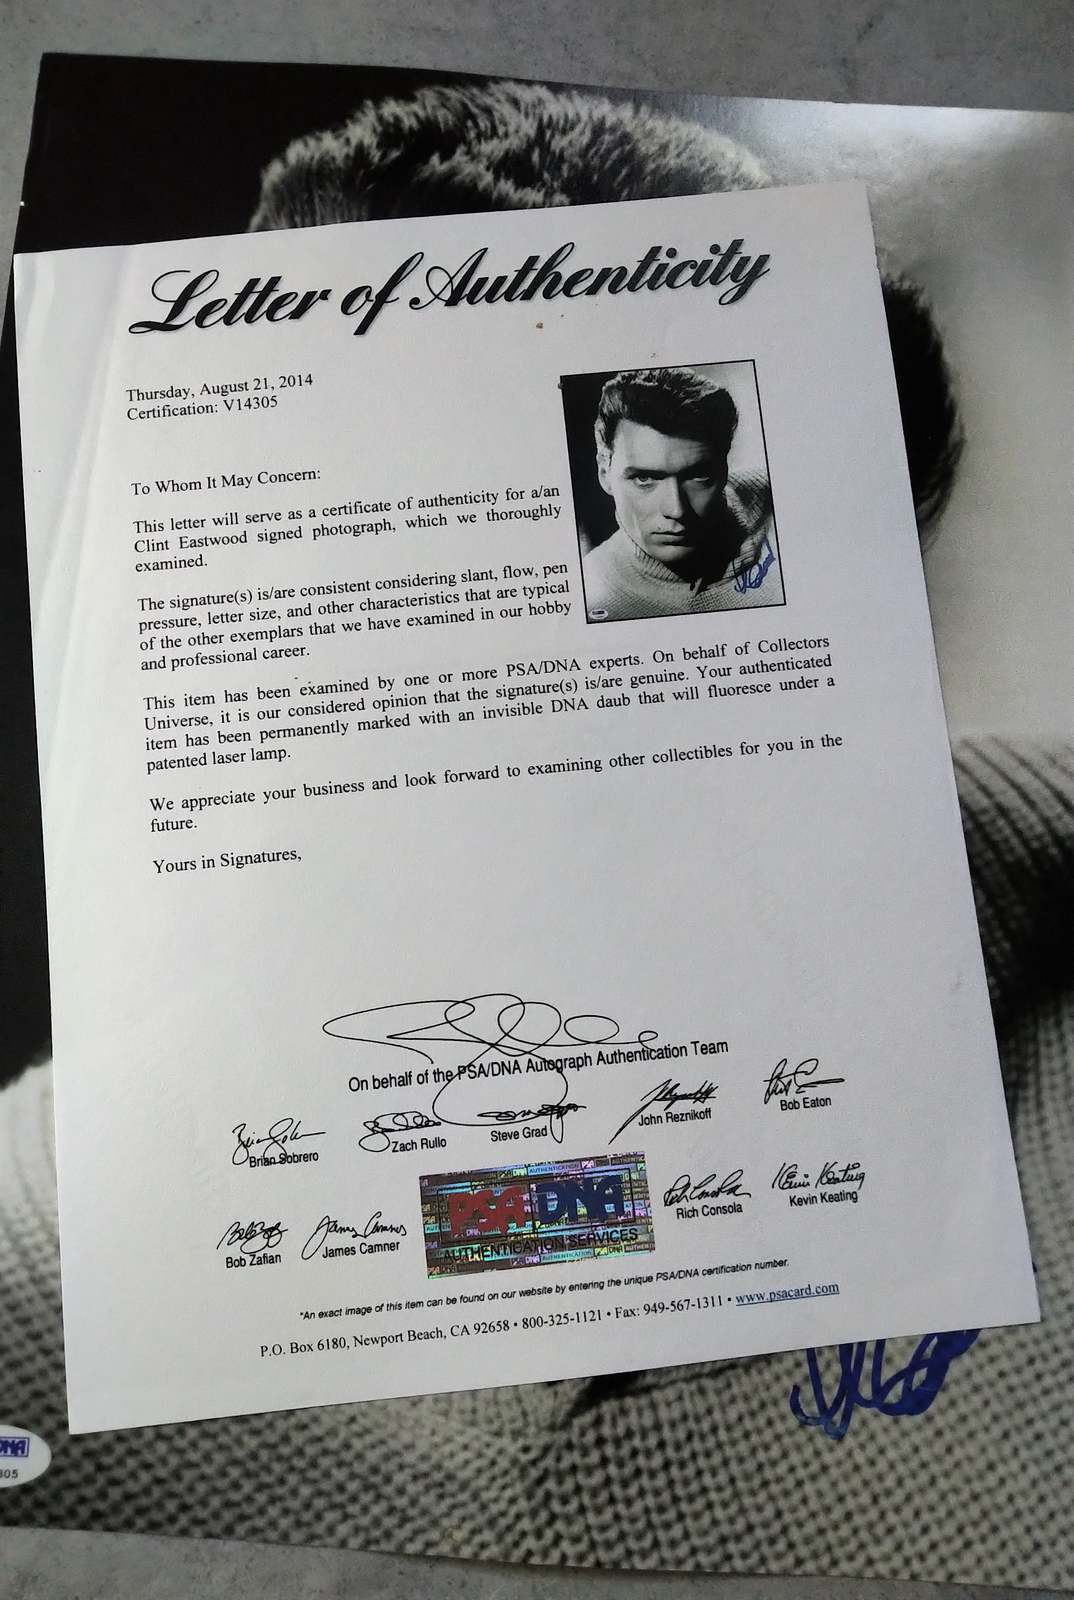 Letter of Authenticity
Thursday, August 21, 2014
Certification: V14305
To Whom It May Concern:
This letter will serve as a certificate of authenticity for a/an
Clint Eastwood signed photograph, which we thoroughly
examined.
The signature(s) is/are consistent considering slant, flow, pen
pressure, letter size, and other characteristics that are typical
of the other exemplars that we have examined in our hobby
and professional career.
This item has been examined by one or more PSA/DNA experts. On behalf of Collectors
Universe, it is our considered opinion that the signature(s) is/are genuine. Your authenticated
item has been permanently marked with an invisible DNA daub that will fluoresce under a
patented laser lamp.
We appreciate your business and look forward to examining other collectibles for you in the
future.
Yours in Signatures,
On behalf of the PSA/DNA Autograph Authentication Team
Brian Sobrero
Zach Rullo
Steve Grad
John Reznikoff
Bob Eaton
Bob Zafian
James Camner
PSA DNA
AUTHENTICATION SERVICES
Rich Consola
Kevin Keating
*An exact image of this item can be found on our website by entering the unique PSA/DNA certification number.
P.O. Box 6180, Newport Beach, CA 92658 • 800-325-1121 • Fax: 949-567-1311 • www.psacard.com
DNA
305